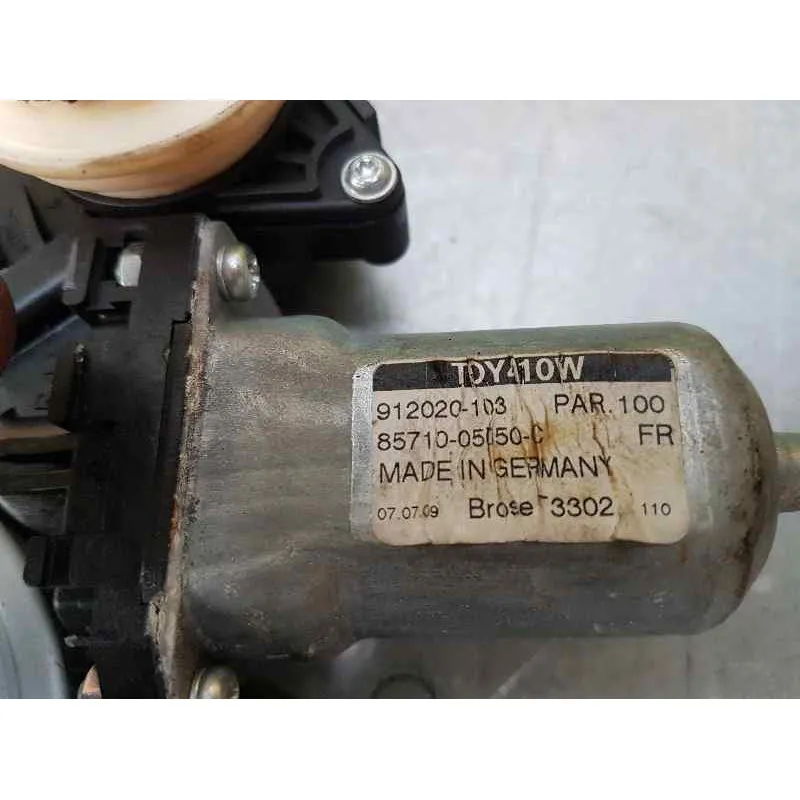 TOY410W
912020-103 PAR.100
85710-05050-C FR
MADE IN GERMANY
07.07.09 Brose 3302 110